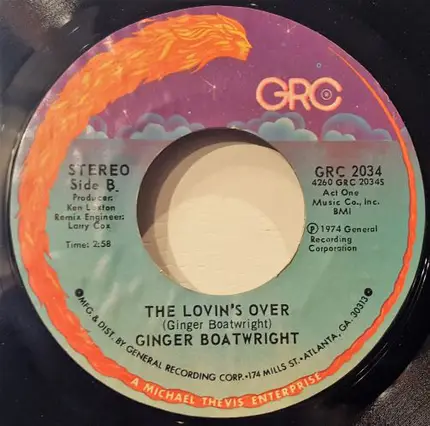 GRC
STEREO
Side B
Producer:
Ken Laxton
Remix Engineer:
Larry Cox
Time: 2:58
GRC 2034
4260 GRC 2034S
Act One
Music Co., Inc.
BMI
Ⓟ 1974 General
Recording
Corporation
THE LOVIN'S OVER
(Ginger Boatwright)
GINGER BOATWRIGHT
MFG. & DIST. BY GENERAL RECORDING CORP. • 174 MILLS ST. • ATLANTA, GA. 30313
A MICHAEL THEVIS ENTERPRISE